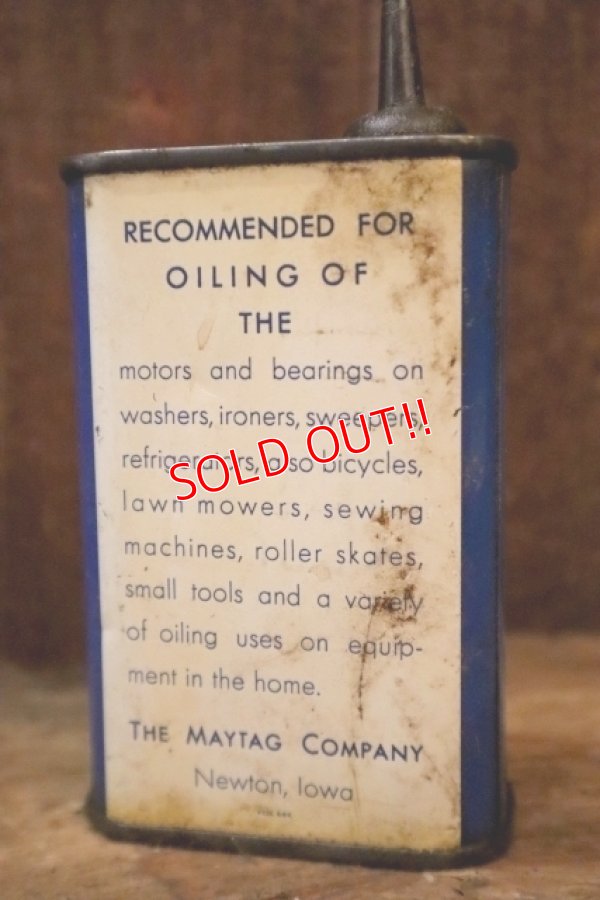 RECOMMENDED FOR
OILING OF
THE
motors and bearings on
washers, ironers, sweepers,
refrigerators, also bicycles,
lawn mowers, sewing
machines, roller skates,
small tools and a variety
of oiling uses on equip-
ment in the home.
THE MAYTAG COMPANY
Newton, Iowa
SOLD OUT!!